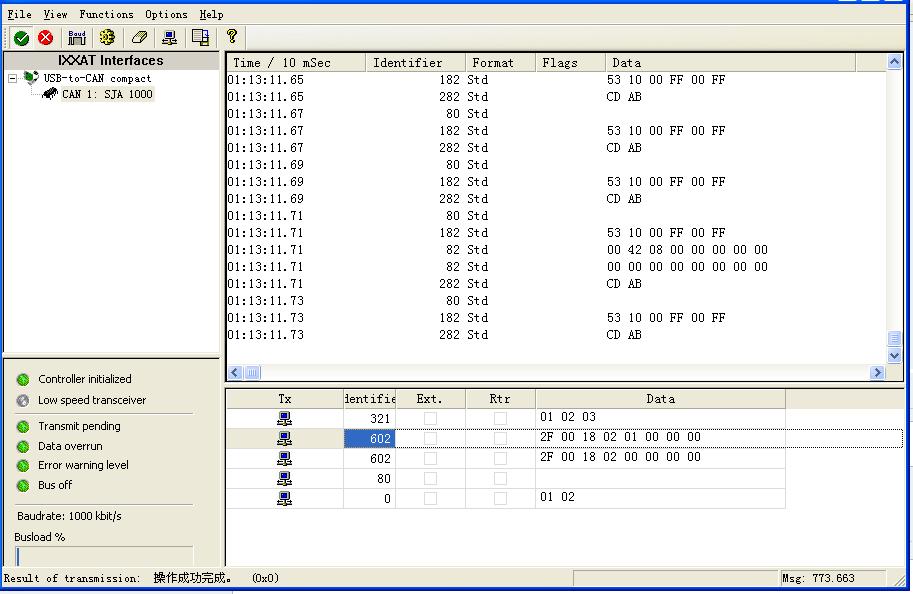 File View Functions Options Help
Baud
IXXAT Interfaces
USB-to-CAN compact
CAN 1: SJA 1000
Time / 10 mSec Identifier Format Flags Data
01:13:11.65 182 Std 53 10 00 FF 00 FF
01:13:11.65 282 Std CD AB
01:13:11.67 80 Std
01:13:11.67 182 Std 53 10 00 FF 00 FF
01:13:11.67 282 Std CD AB
01:13:11.69 80 Std
01:13:11.69 182 Std 53 10 00 FF 00 FF
01:13:11.69 282 Std CD AB
01:13:11.71 80 Std
01:13:11.71 182 Std 53 10 00 FF 00 FF
01:13:11.71 82 Std 00 42 08 00 00 00 00 00
01:13:11.71 82 Std 00 00 00 00 00 00 00 00
01:13:11.71 282 Std CD AB
01:13:11.73 80 Std
01:13:11.73 182 Std 53 10 00 FF 00 FF
01:13:11.73 282 Std CD AB
Controller initialized
Low speed transceiver
Transmit pending
Data overrun
Error warning level
Bus off
Baudrate: 1000 kbit/s
Busload %
Tx dentifie Ext. Rtr Data
321 01 02 03
602 2F 00 18 02 01 00 00 00
602 2F 00 18 02 00 00 00 00
80
0 01 02
Result of transmission: 操作成功完成。 (0x0)
Msg: 773.663